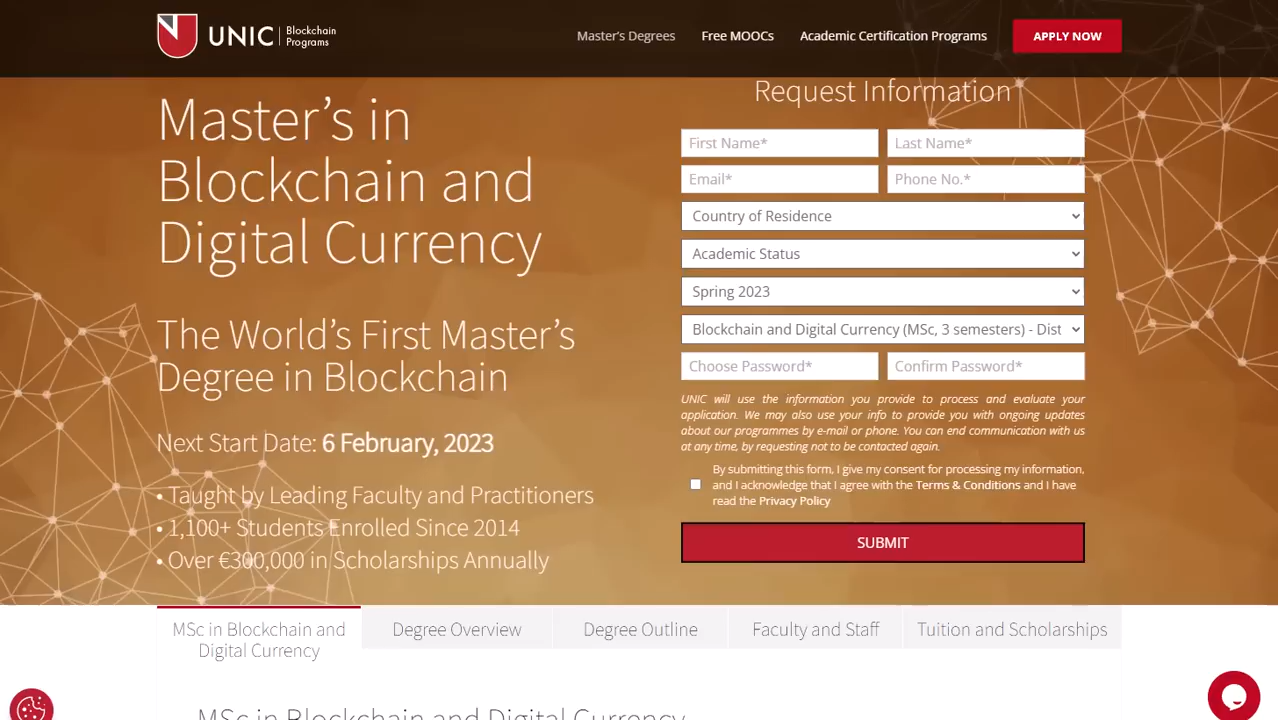 UNIC
Blockchain
Programs
Master's Degrees
Free MOOCs
Academic Certification Programs
APPLY NOW
Master's in
Blockchain and
Digital Currency
The World's First Master's
Degree in Blockchain
Next Start Date: 6 February, 2023
• Taught by Leading Faculty and Practitioners
• 1,100+ Students Enrolled Since 2014
• Over €300,000 in Scholarships Annually
Request Information
First Name*
Last Name*
Email*
Phone No.*
Country of Residence
Academic Status
Spring 2023
Blockchain and Digital Currency (MSc, 3 semesters) - Dist
Choose Password*
Confirm Password*
UNIC will use the information you provide to process and evaluate your
application. We may also use your info to provide you with ongoing updates
about our programmes by e-mail or phone. You can end communication with us
at any time, by requesting not to be contacted again.
By submitting this form, I give my consent for processing my information,
and I acknowledge that I agree with the Terms & Conditions and I have
read the Privacy Policy
SUBMIT
MSc in Blockchain and
Digital Currency
Degree Overview
Degree Outline
Faculty and Staff
Tuition and Scholarships
MSc in Blockchain and Digital Currency